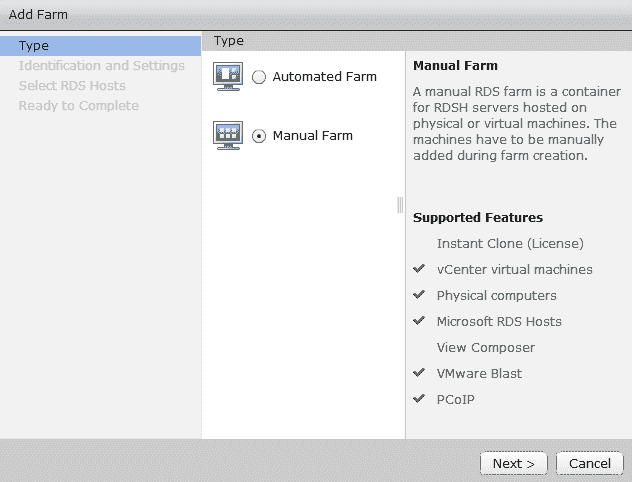 Add Farm
Type
Identification and Settings
Select RDS Hosts
Ready to Complete
Type
Automated Farm
Manual Farm
Manual Farm
A manual RDS farm is a container
for RDSH servers hosted on
physical or virtual machines. The
machines have to be manually
added during farm creation.
Supported Features
Instant Clone (License)
vCenter virtual machines
Physical computers
Microsoft RDS Hosts
View Composer
VMware Blast
PCoIP
Next >
Cancel